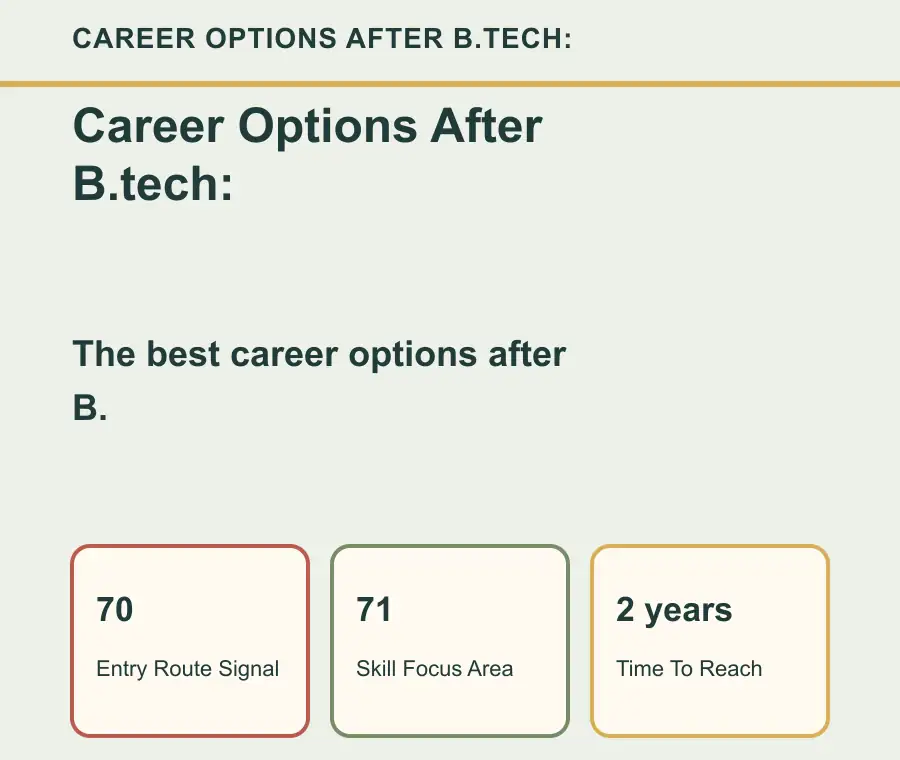 CAREER OPTIONS AFTER B.TECH:
Career Options After
B.tech:
The best career options after
B.
70
Entry Route Signal
71
Skill Focus Area
2 years
Time To Reach